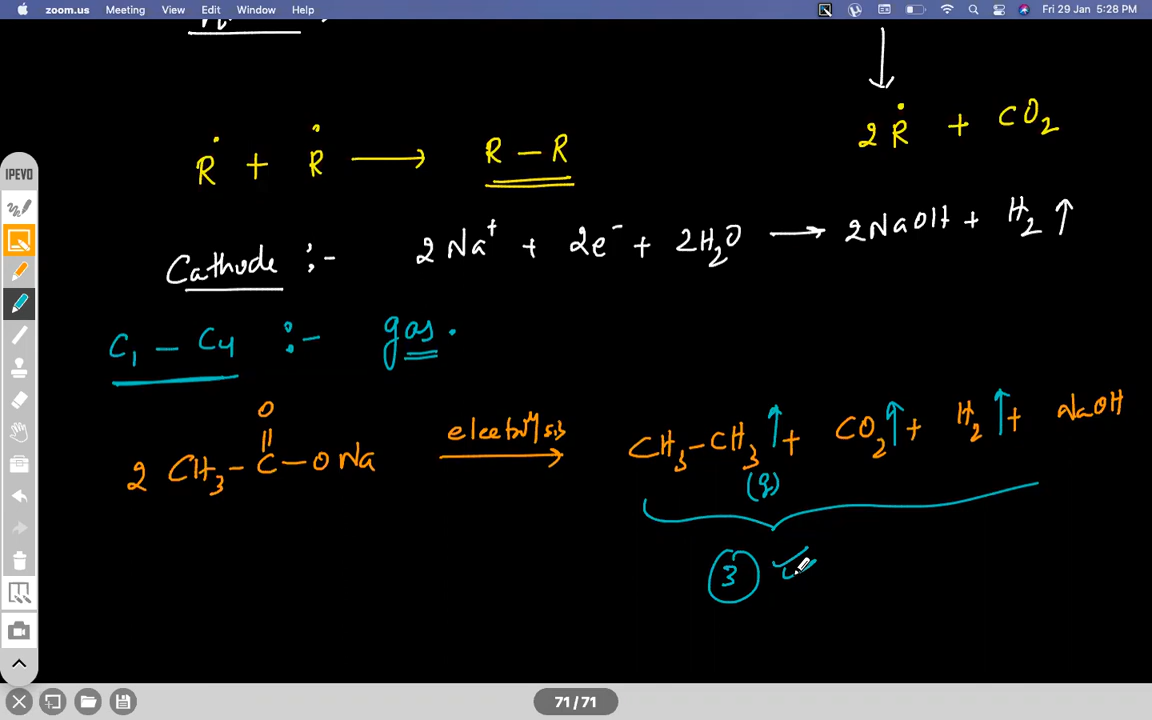 zoom.us Meeting View Edit Window Help Fri 29 Jan 5:28 PM
2Ṙ + CO₂
Ṙ + Ṙ ⟶ R – R
IPEVO
Cathode :- 2Na⁺ + 2e⁻ + 2H₂O ⟶ 2NaOH + H₂ ↑
C₁ – C4 :- gas.
O
2 CH₃ – C – O Na electrolysis CH₃ – CH₃ ↑ + CO₂ ↑ + H₂ ↑ + NaOH
(g)
3
71/71